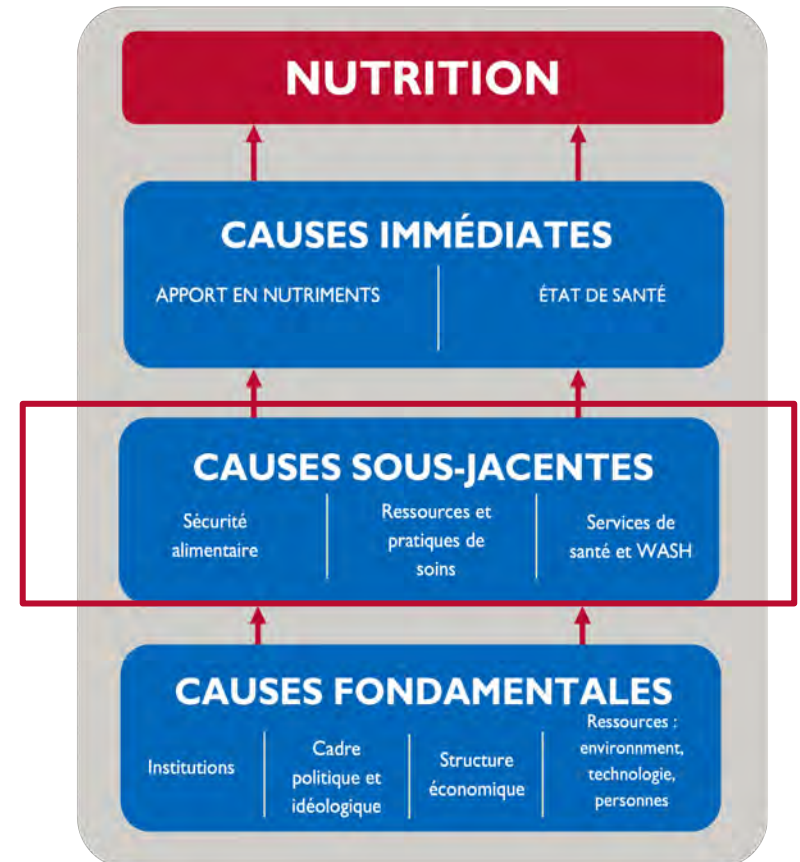 NUTRITION
CAUSES IMMÉDIATES
APPORT EN NUTRIMENTS
ÉTAT DE SANTÉ
CAUSES SOUS-JACENTES
Sécurité
alimentaire
Ressources et
pratiques de
soins
Services de
santé et WASH
CAUSES FONDAMENTALES
Institutions
Cadre
politique et
idéologique
Structure
économique
Ressources :
environnment,
technologie,
personnes